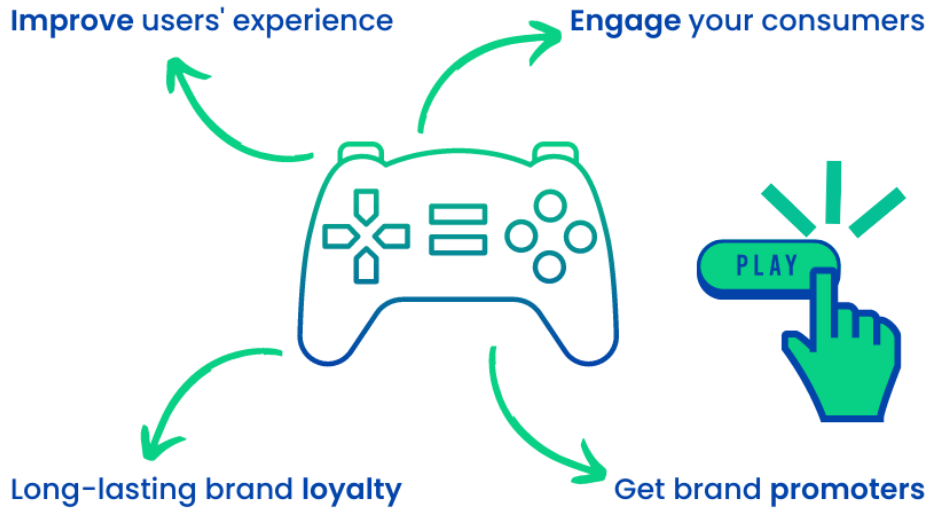 Improve users' experience
Engage your consumers
PLAY
Long-lasting brand loyalty
Get brand promoters